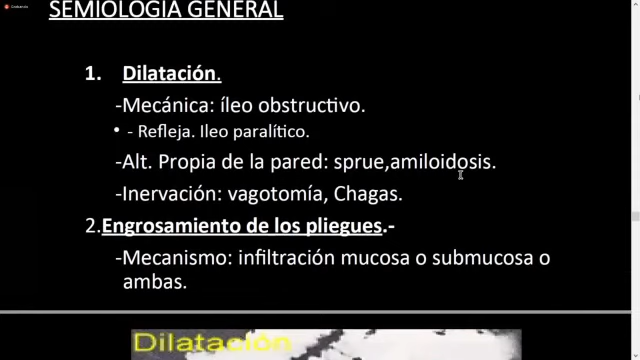 Grabando
SEMIOLOGIA GENERAL
1. Dilatación.
-Mecánica: íleo obstructivo.
• - Refleja. Ileo paralítico.
-Alt. Propia de la pared: sprue,amiloidosis.
-Inervación: vagotomía, Chagas.
2.Engrosamiento de los pliegues.-
-Mecanismo: infiltración mucosa o submucosa o
ambas.
Dilatación